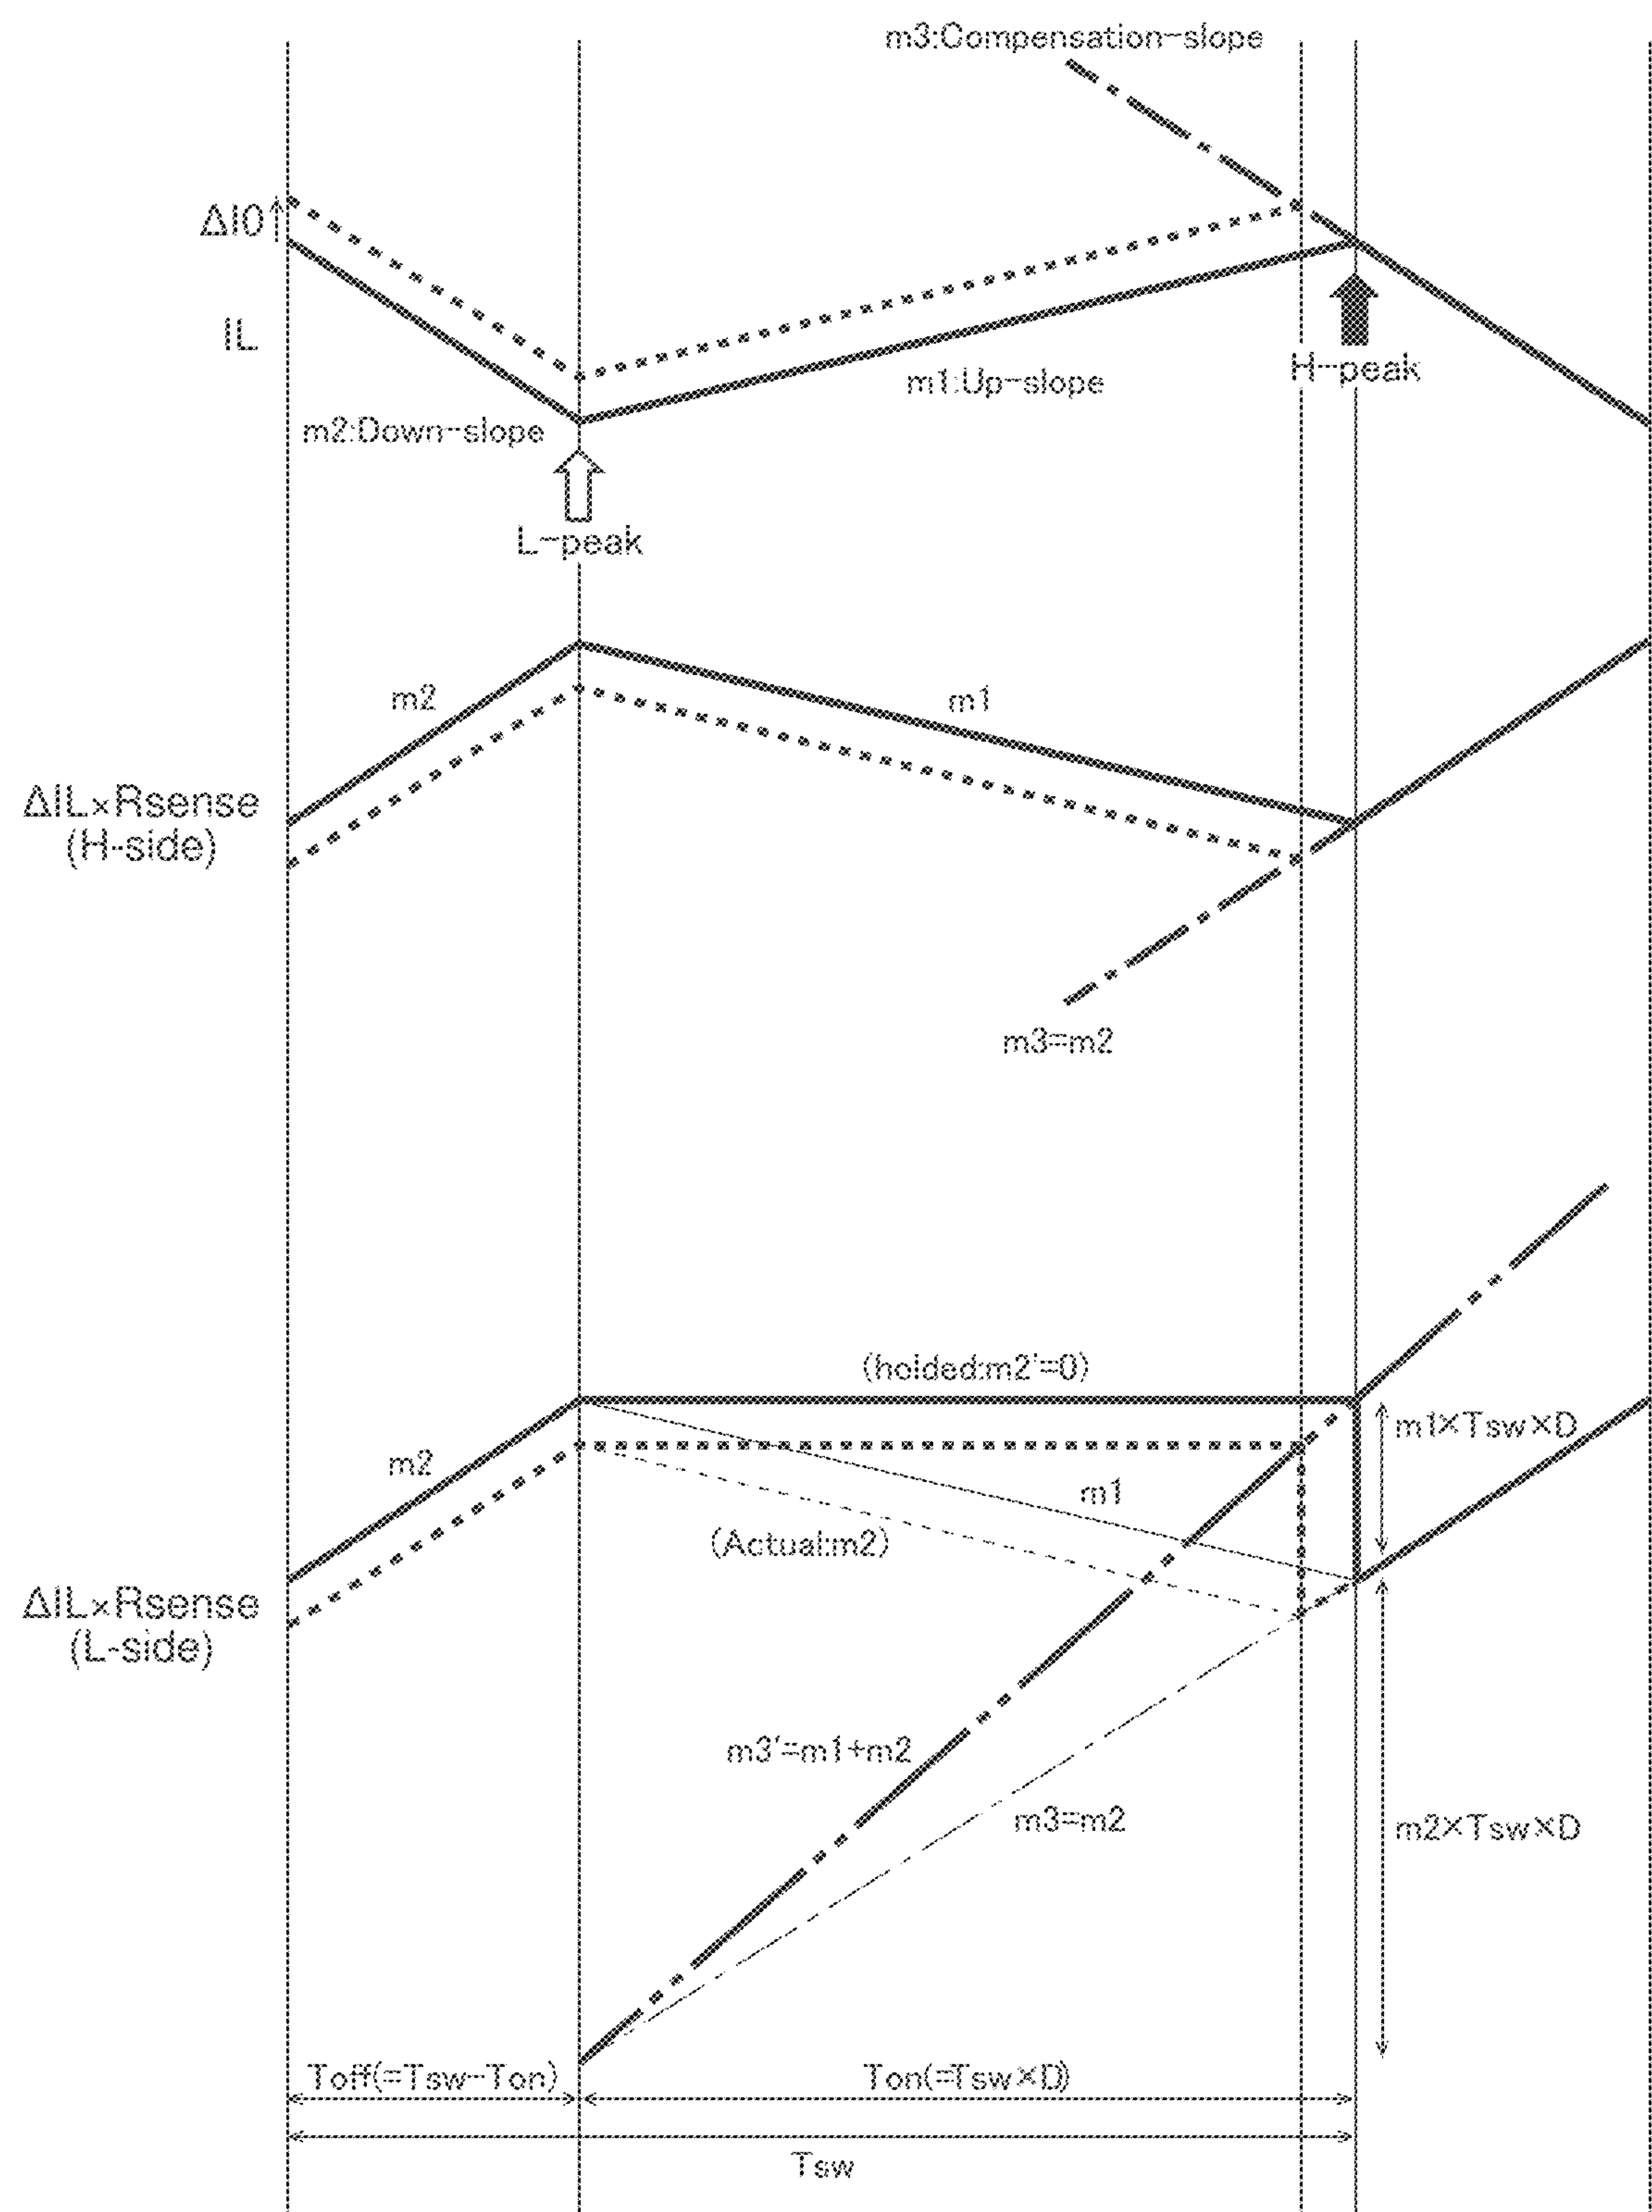 m3:Compensation-slope
ΔI0
IL
m1:Up-slope
H-peak
m2:Down-slope
L-peak
m2
m1
ΔIL×Rsense
(H-side)
m3=m2
(holded:m2'=0)
m1×Tsw×D
m2
m1
(Actual:m2)
ΔIL×Rsense
(L-side)
m3'=m1+m2
m3=m2
m2×Tsw×D
Toff(=Tsw-Ton)
Ton(=Tsw×D)
Tsw